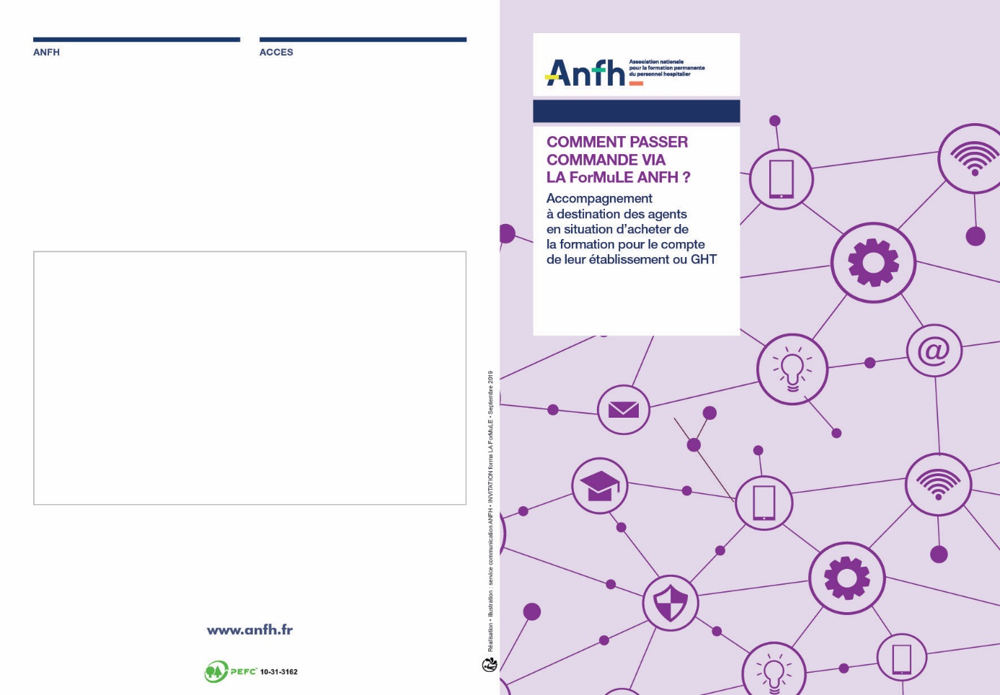 ANFH
ACCES
www.anfh.fr
PEFC™ 10-31-3162
Réalisation • Illustration : service communication ANFH • INVITATION forma LA ForMuLE • Septembre 2019
Anfh
Association nationale
pour la formation permanente
du personnel hospitalier
COMMENT PASSER
COMMANDE VIA
LA ForMuLE ANFH ?
Accompagnement
à destination des agents
en situation d’acheter de
la formation pour le compte
de leur établissement ou GHT
@